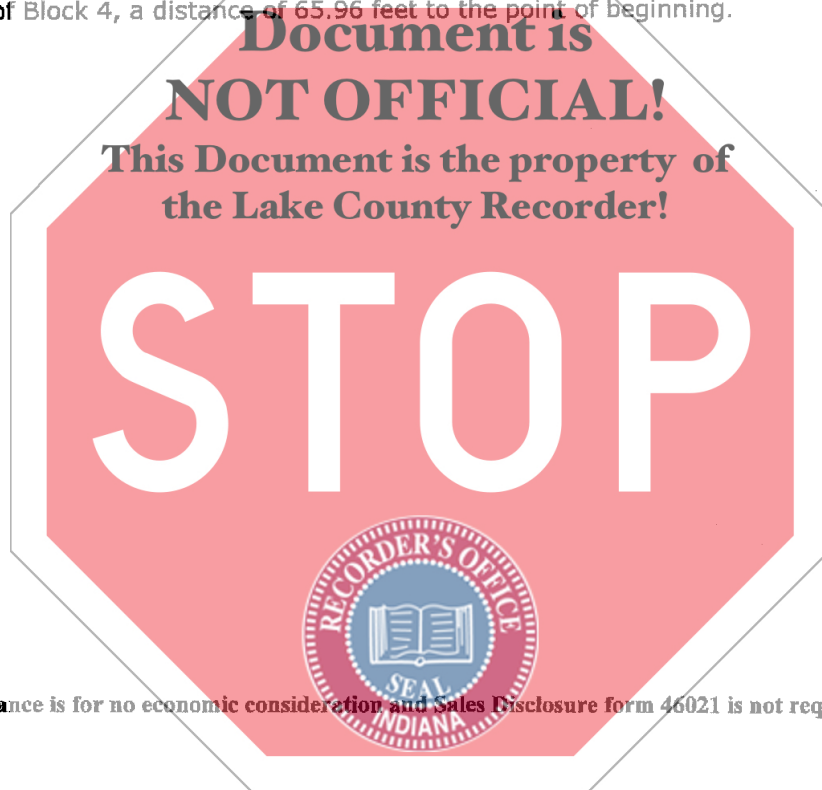 of Block 4, a distance of 65.96 feet to the point of beginning.
Document is
NOT OFFICIAL!
This Document is the property of
the Lake County Recorder!
STOP
RECORDER'S OFFICE
SEAL
INDIANA
ance is for no economic consideration and Sales Disclosure form 46021 is not req